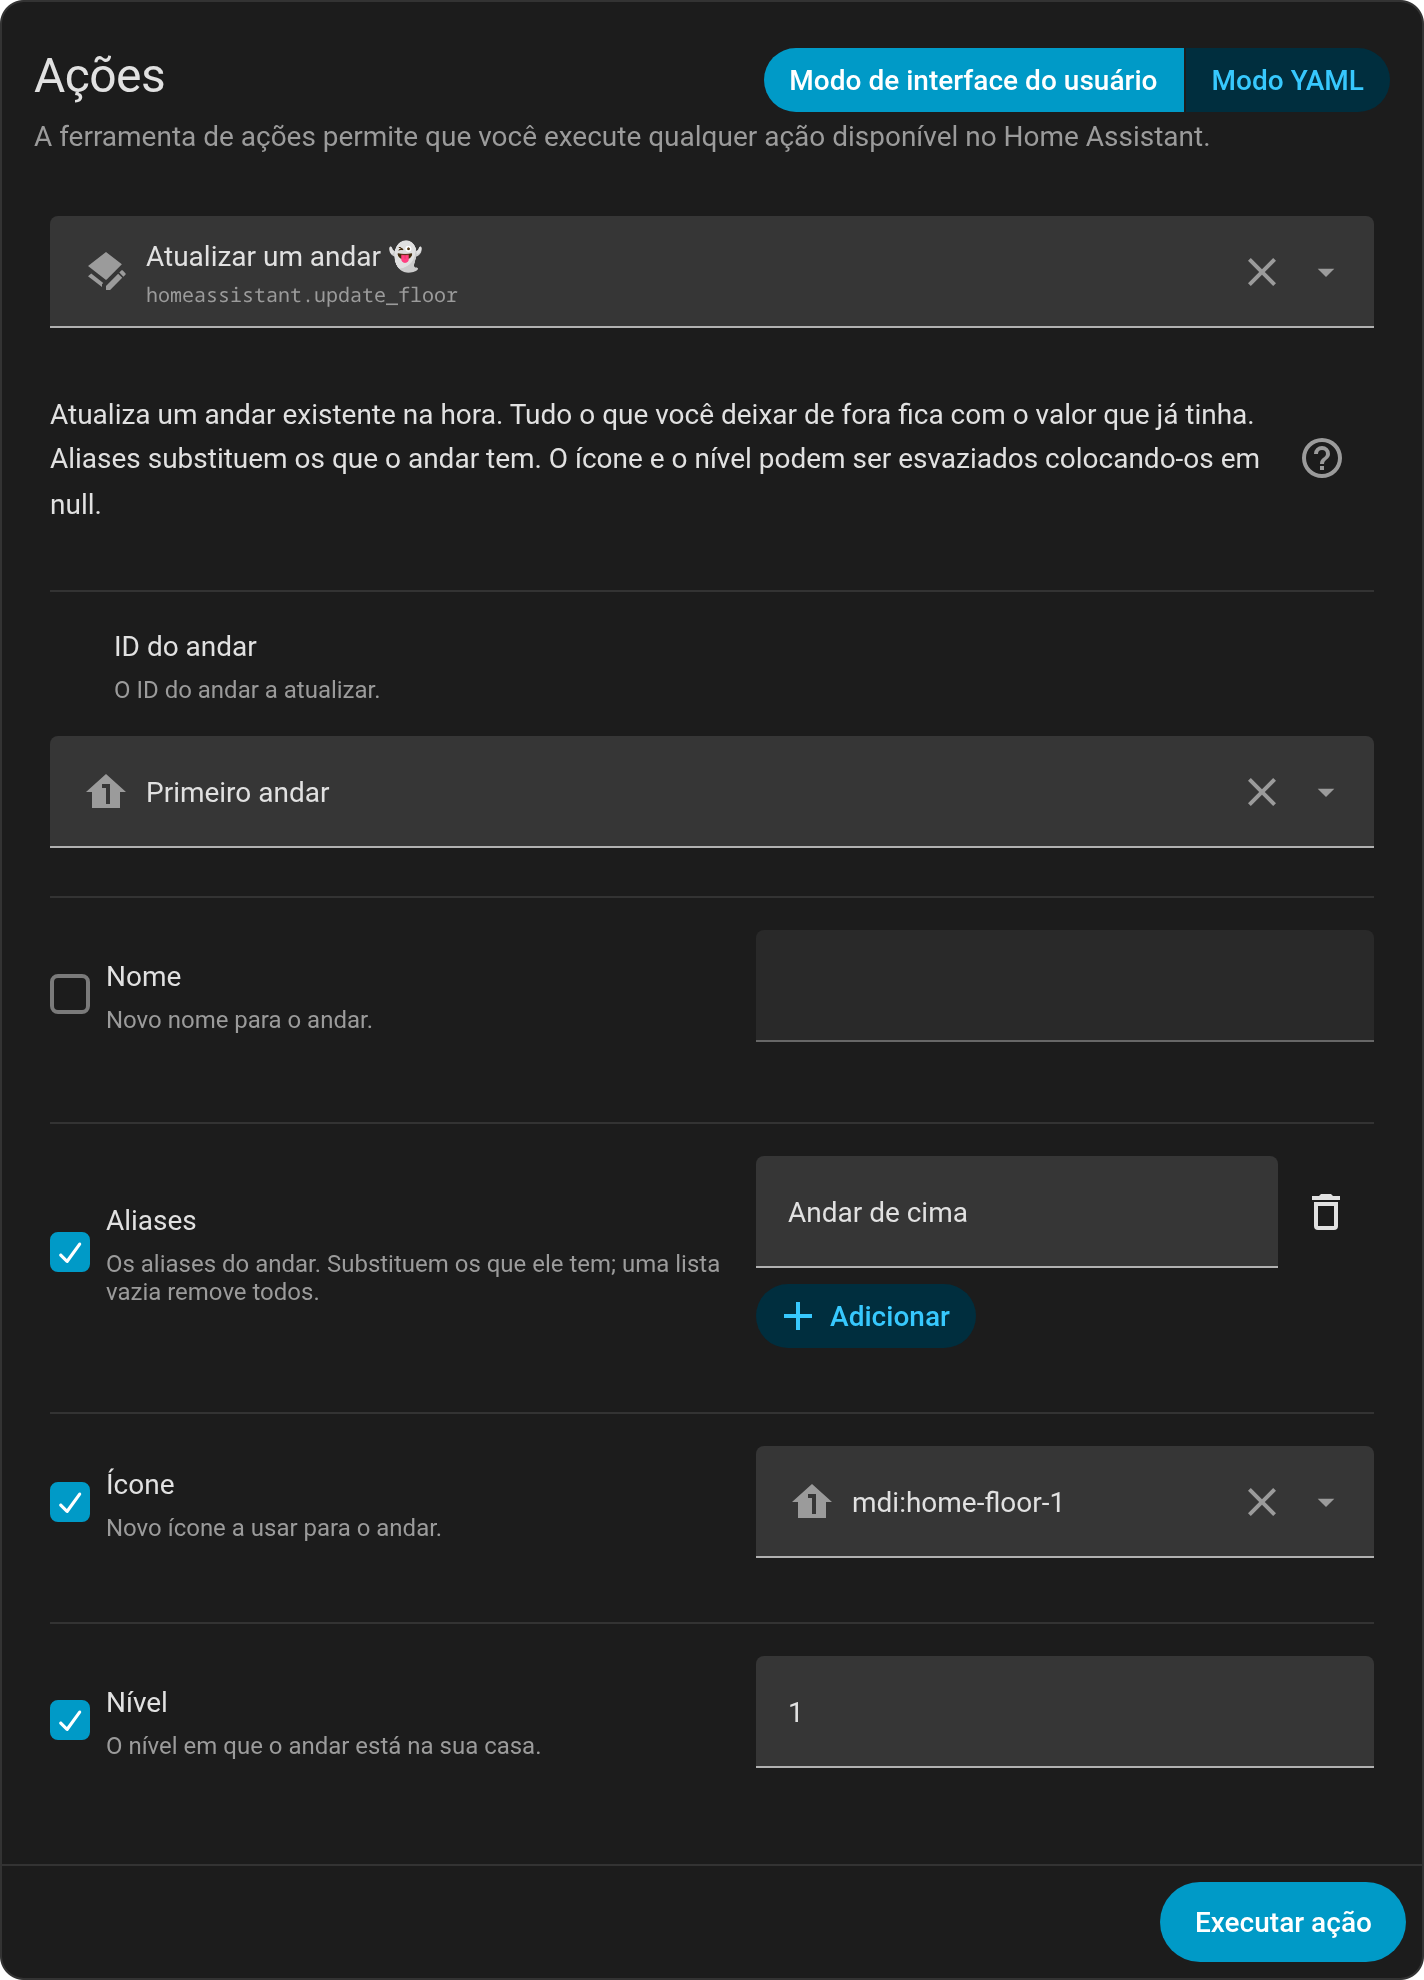 Ações
Modo de interface do usuário
Modo YAML
A ferramenta de ações permite que você execute qualquer ação disponível no Home Assistant.
Atualizar um andar 👻
homeassistant.update_floor
Atualiza um andar existente na hora. Tudo o que você deixar de fora fica com o valor que já tinha.
Aliases substituem os que o andar tem. O ícone e o nível podem ser esvaziados colocando-os em
null.
ID do andar
O ID do andar a atualizar.
Primeiro andar
Nome
Novo nome para o andar.
Aliases
Os aliases do andar. Substituem os que ele tem; uma lista
vazia remove todos.
Andar de cima
Adicionar
Ícone
Novo ícone a usar para o andar.
mdi:home-floor-1
Nível
O nível em que o andar está na sua casa.
1
Executar ação